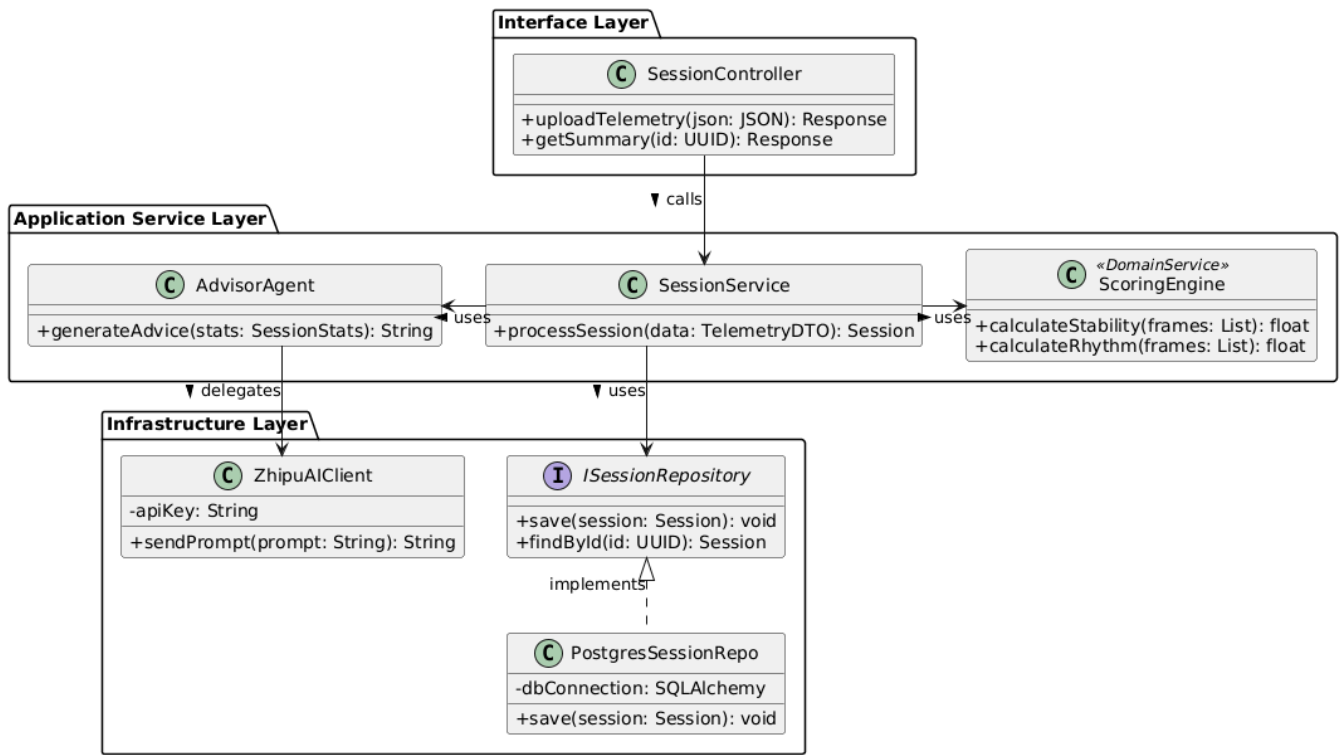 Interface Layer
C SessionController
+uploadTelemetry(json: JSON): Response
+getSummary(id: UUID): Response
calls
Application Service Layer
C AdvisorAgent
+generateAdvice(stats: SessionStats): String
uses
C SessionService
+processSession(data: TelemetryDTO): Session
uses
C «DomainService»
ScoringEngine
+calculateStability(frames: List): float
+calculateRhythm(frames: List): float
delegates
uses
Infrastructure Layer
C ZhipuAIClient
-apiKey: String
+sendPrompt(prompt: String): String
I ISessionRepository
+save(session: Session): void
+findById(id: UUID): Session
implements
C PostgresSessionRepo
-dbConnection: SQLAlchemy
+save(session: Session): void